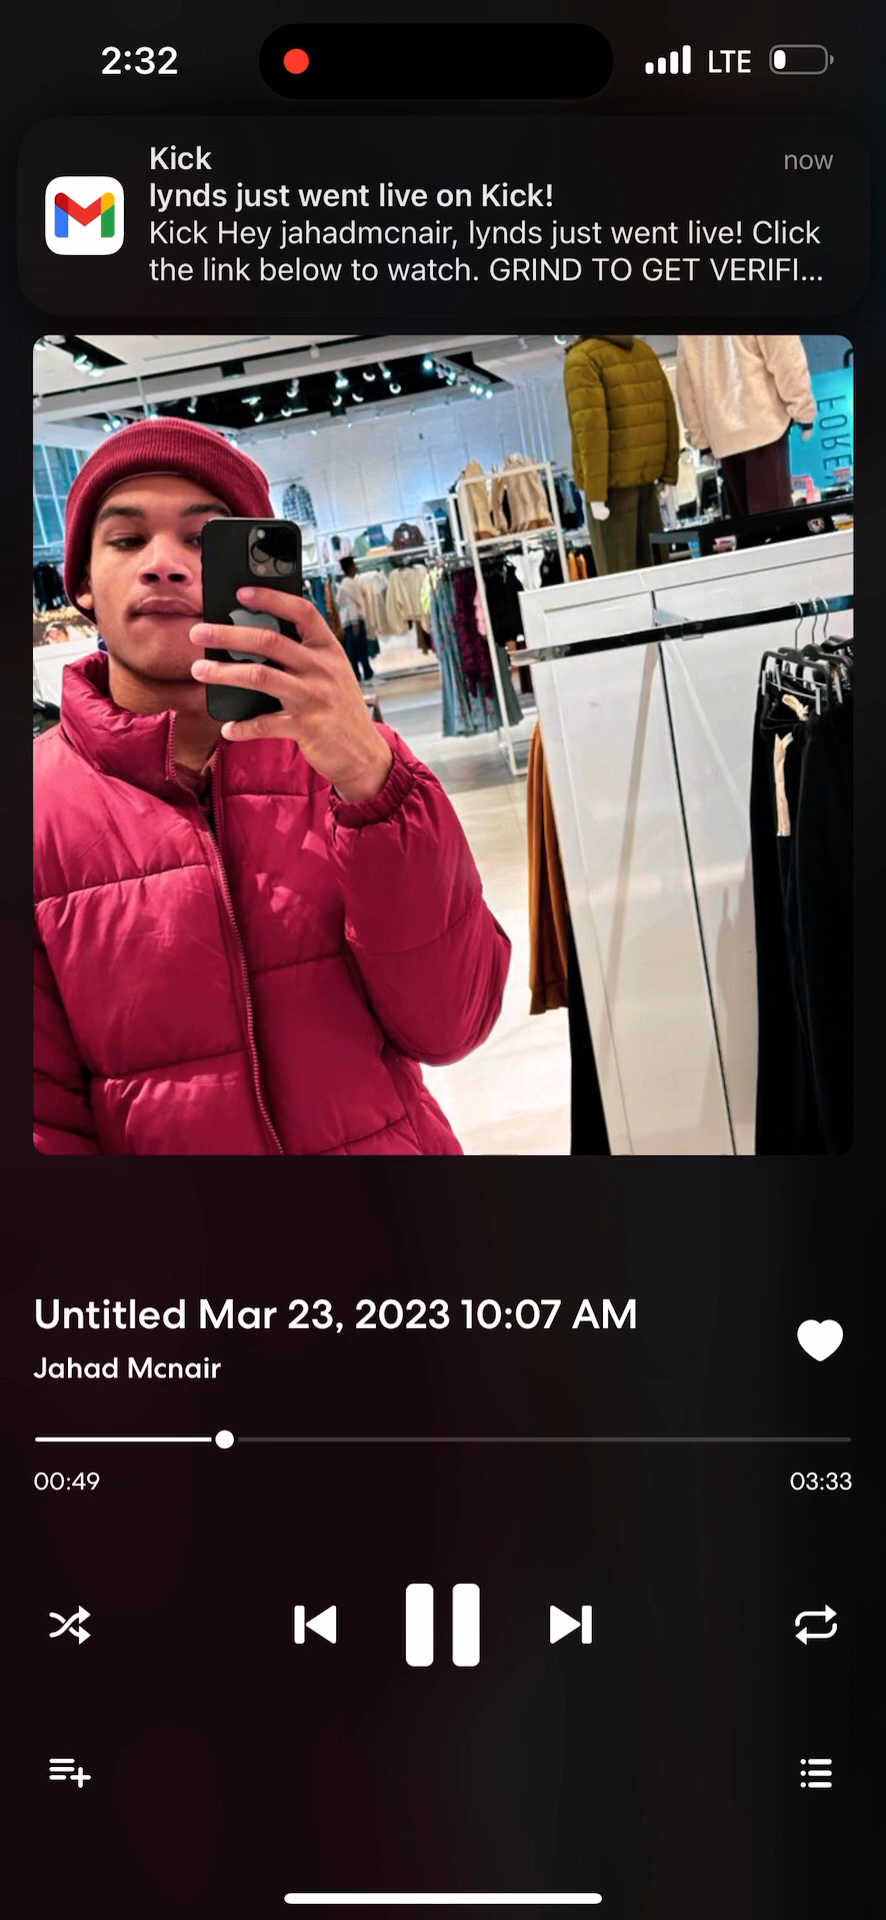 2:32
LTE
Kick
now
lynds just went live on Kick!
Kick Hey jahadmcnair, lynds just went live! Click
the link below to watch. GRIND TO GET VERIFI...
FORE
Untitled Mar 23, 2023 10:07 AM
Jahad Mcnair
00:49
03:33